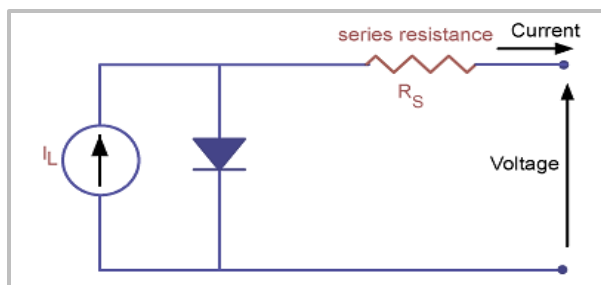 Current
series resistance
R_S
I_L
Voltage